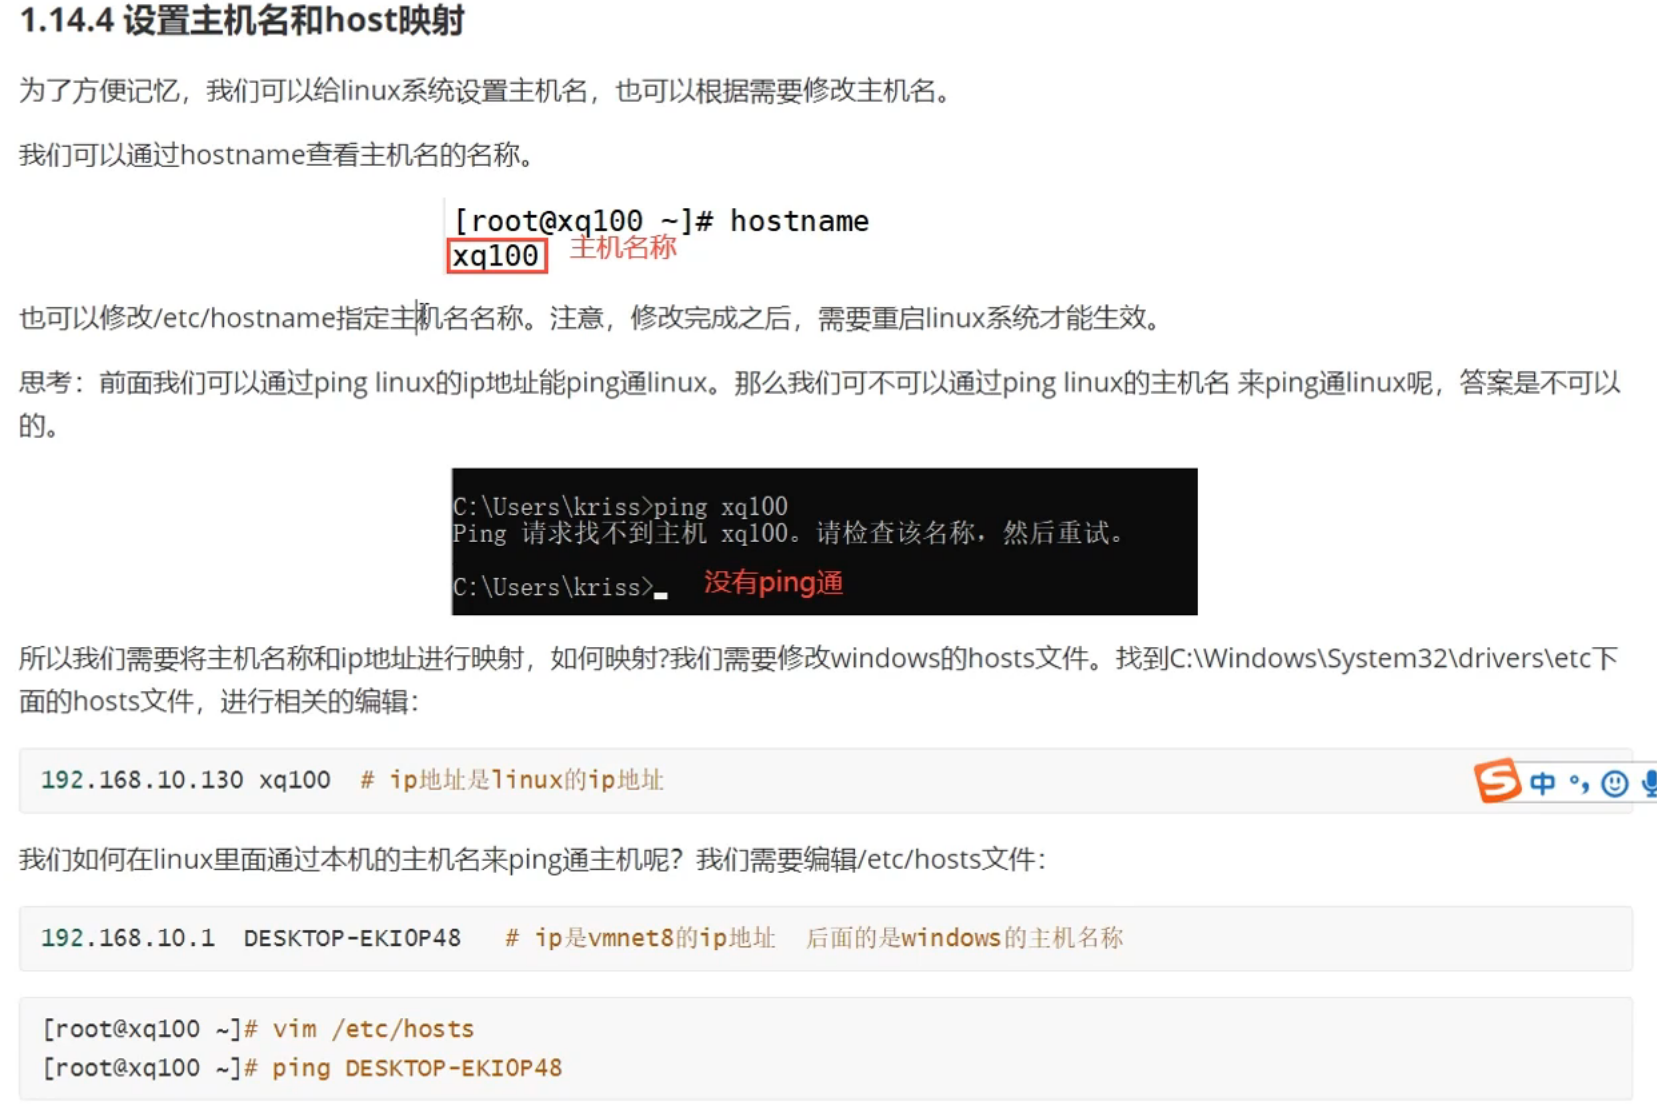 1.14.4 设置主机名和host映射
为了方便记忆，我们可以给linux系统设置主机名，也可以根据需要修改主机名。
我们可以通过hostname查看主机名的名称。
[root@xq100 ~]# hostname
xq100 主机名称
也可以修改/etc/hostname指定主机名名称。注意，修改完成之后，需要重启linux系统才能生效。
思考：前面我们可以通过ping linux的ip地址能ping通linux。那么我们可不可以通过ping linux的主机名 来ping通linux呢，答案是不可以
的。
C:\Users\kriss>ping xq100
Ping 请求找不到主机 xq100。请检查该名称，然后重试。
C:\Users\kriss> 没有ping通
所以我们需要将主机名称和ip地址进行映射，如何映射?我们需要修改windows的hosts文件。找到C:\Windows\System32\drivers\etc下
面的hosts文件，进行相关的编辑：
192.168.10.130 xq100  # ip地址是linux的ip地址
中 °,
我们如何在linux里面通过本机的主机名来ping通主机呢？我们需要编辑/etc/hosts文件：
192.168.10.1  DESKTOP-EKIOP48   # ip是vmnet8的ip地址  后面的是windows的主机名称
[root@xq100 ~]# vim /etc/hosts
[root@xq100 ~]# ping DESKTOP-EKIOP48